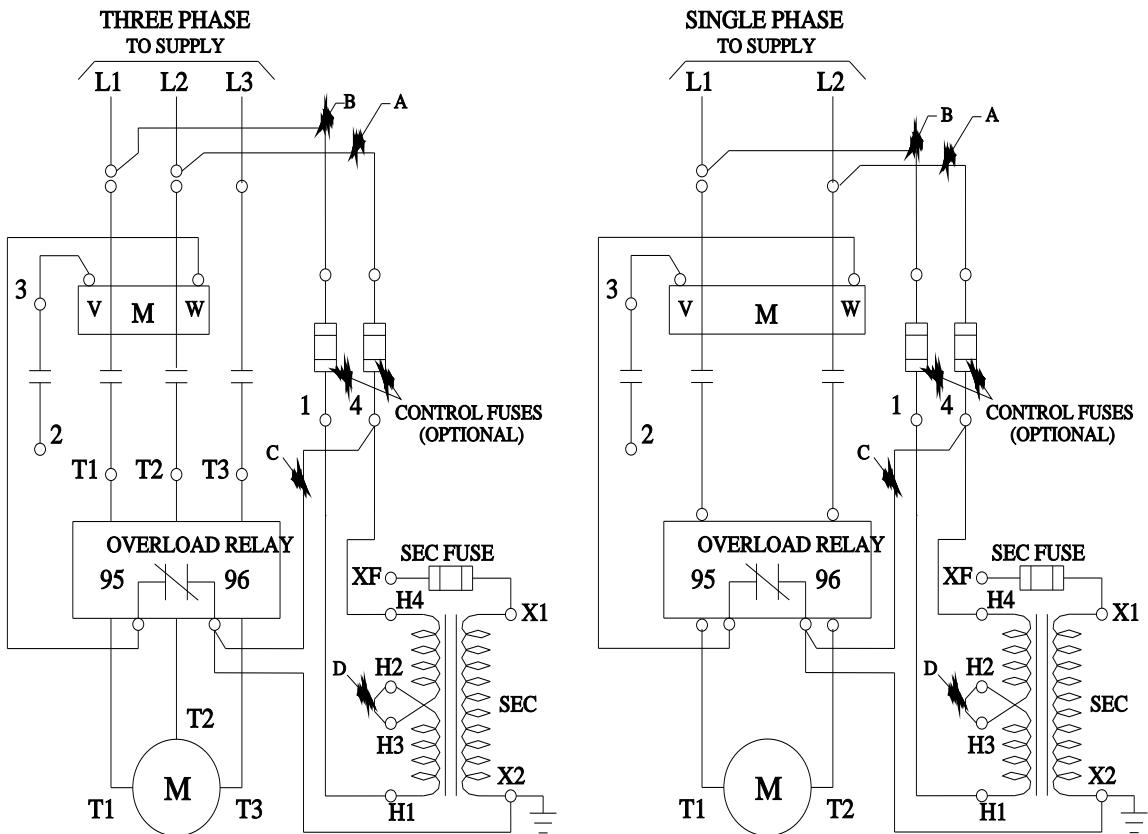 THREE PHASE
TO SUPPLY
L1 L2 L3
B A
3
V M W
2
1 4
CONTROL FUSES
(OPTIONAL)
C
T1 T2 T3
OVERLOAD RELAY
95 96
SEC FUSE
XF
H4 X1
D H2
SEC
H3
T2
M
T1 T3
X2
H1
SINGLE PHASE
TO SUPPLY
L1 L2
B A
3
V M W
2
1 4
CONTROL FUSES
(OPTIONAL)
C
OVERLOAD RELAY
95 96
SEC FUSE
XF
H4 X1
D H2
SEC
H3
M
T1 T2
X2
H1